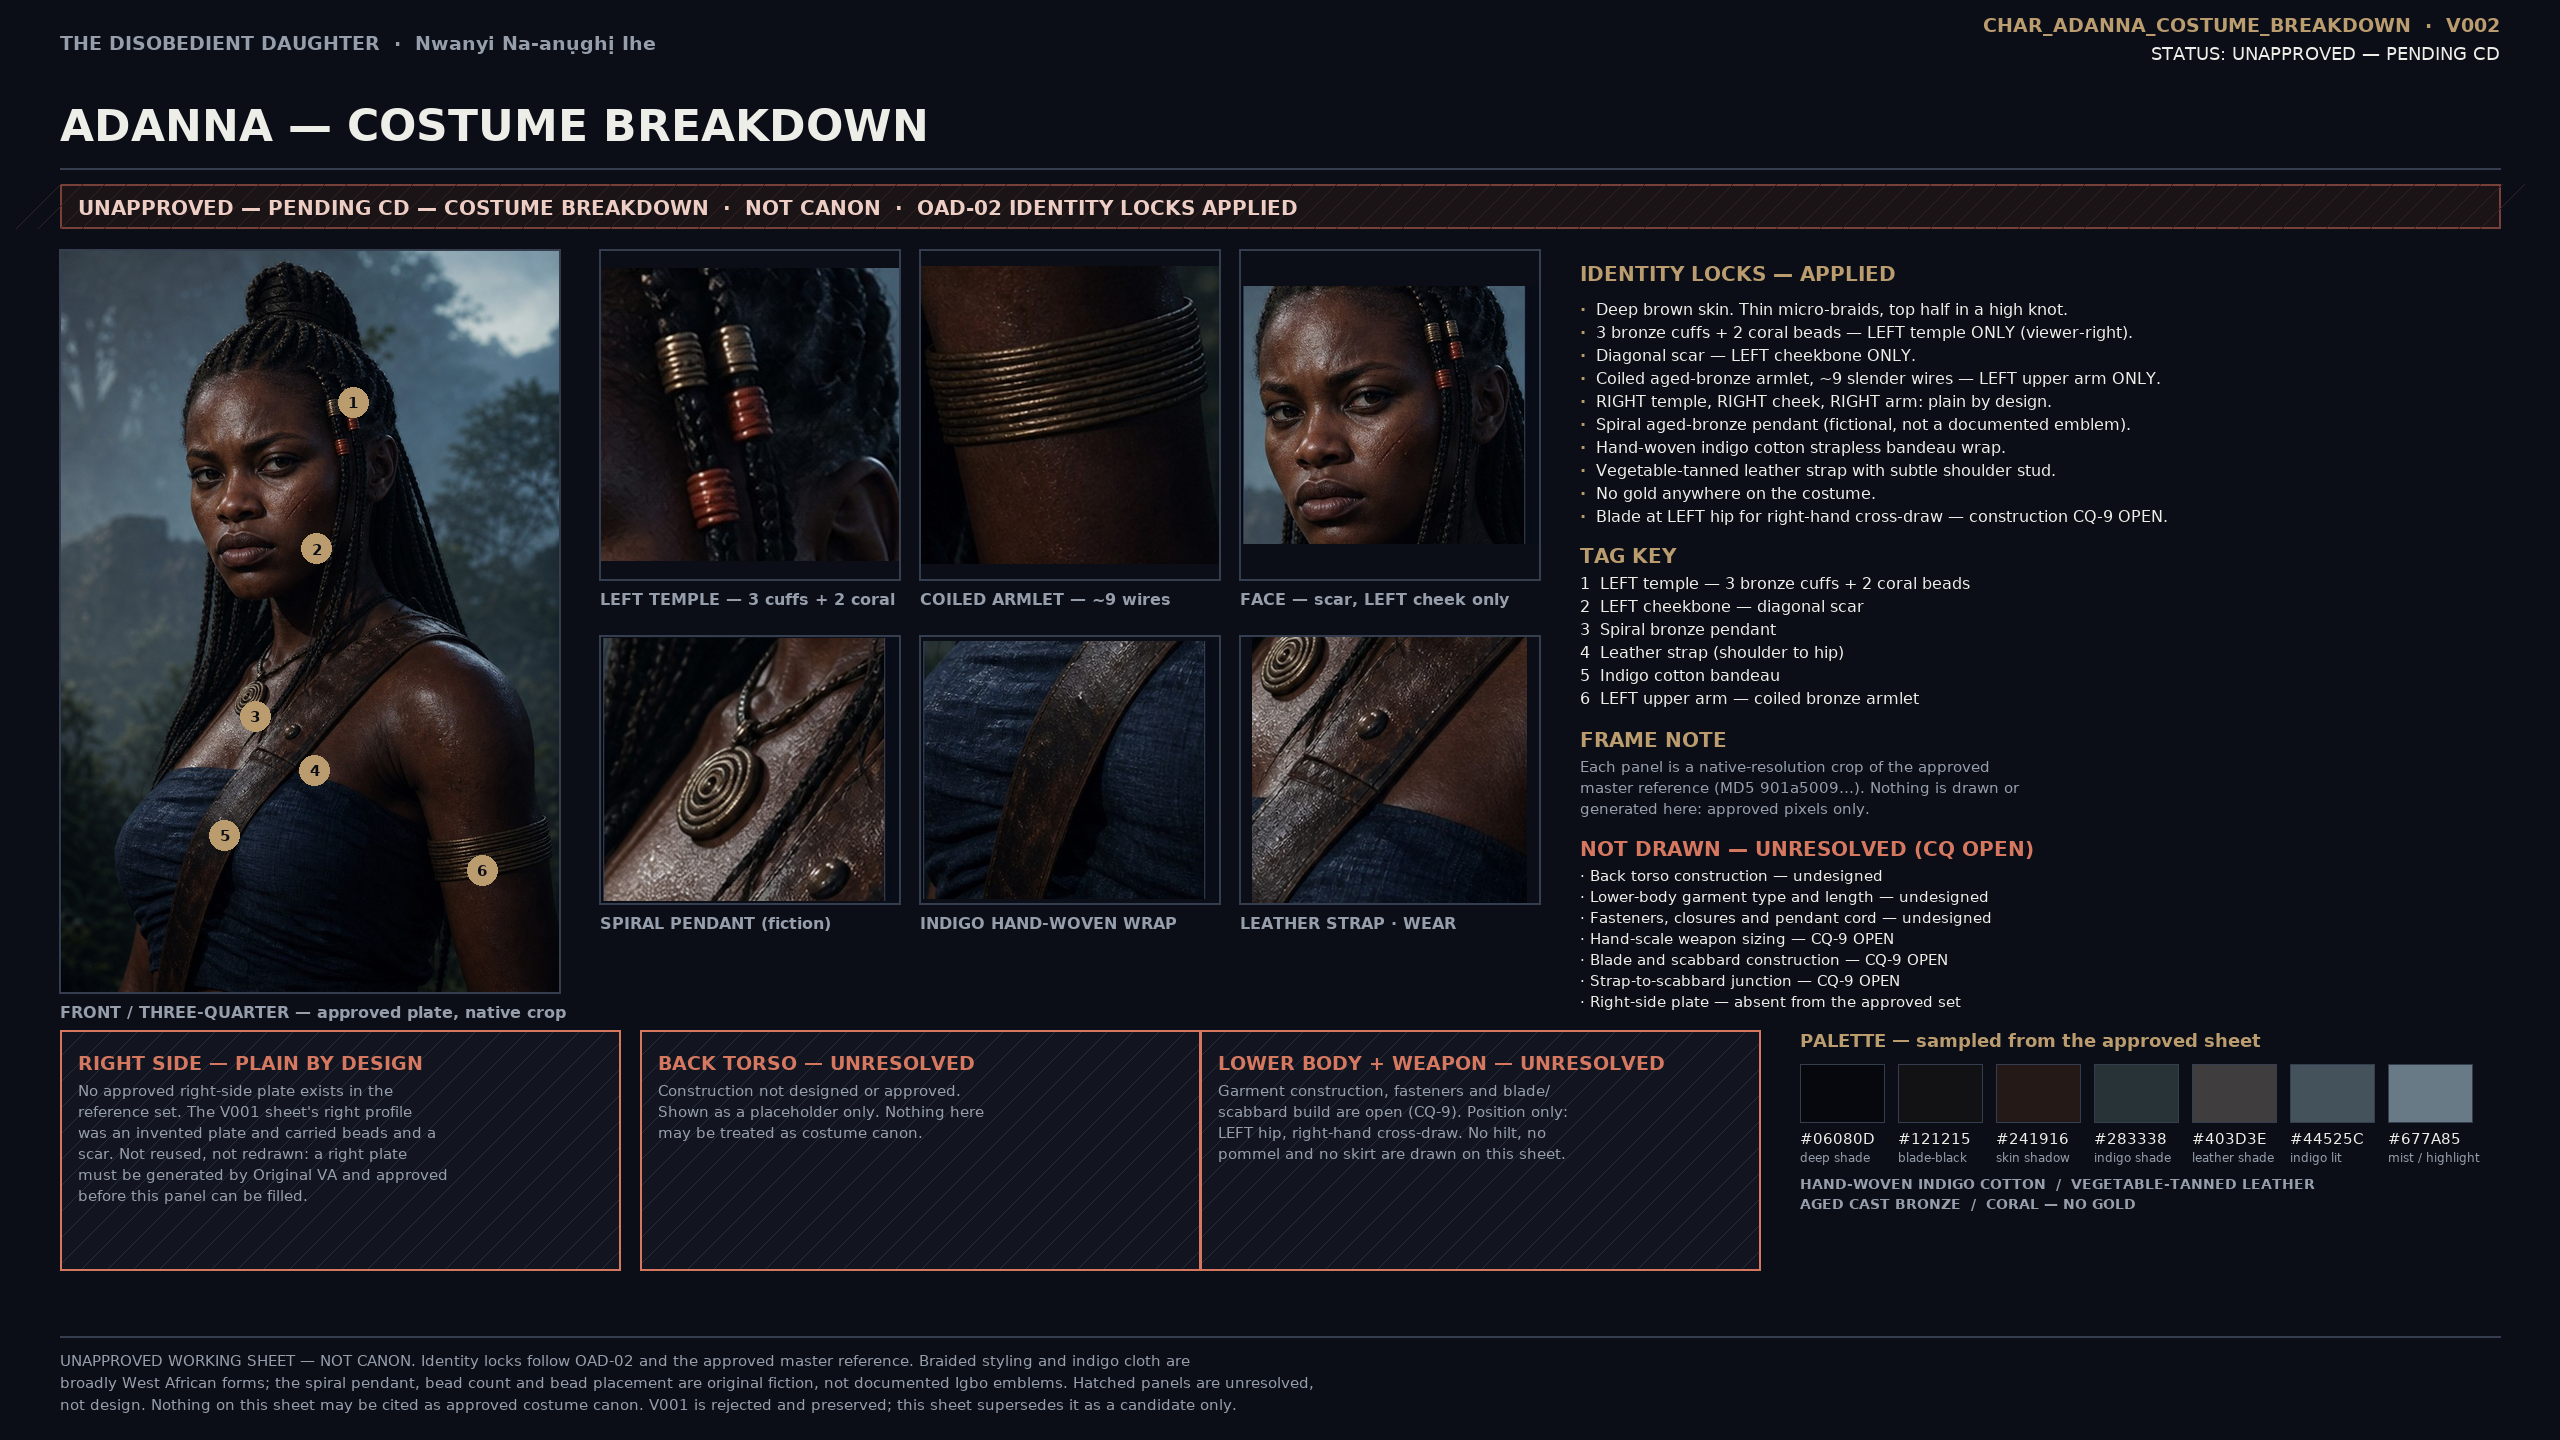 THE DISOBEDIENT DAUGHTER · Nwanyi Na-anụghị Ihe
CHAR_ADANNA_COSTUME_BREAKDOWN · V002
STATUS: UNAPPROVED — PENDING CD
ADANNA — COSTUME BREAKDOWN
UNAPPROVED — PENDING CD — COSTUME BREAKDOWN · NOT CANON · OAD-02 IDENTITY LOCKS APPLIED
1
2
3
4
5
6
FRONT / THREE-QUARTER — approved plate, native crop
LEFT TEMPLE — 3 cuffs + 2 coral
COILED ARMLET — ~9 wires
FACE — scar, LEFT cheek only
SPIRAL PENDANT (fiction)
INDIGO HAND-WOVEN WRAP
LEATHER STRAP · WEAR
IDENTITY LOCKS — APPLIED
· Deep brown skin. Thin micro-braids, top half in a high knot.
· 3 bronze cuffs + 2 coral beads — LEFT temple ONLY (viewer-right).
· Diagonal scar — LEFT cheekbone ONLY.
· Coiled aged-bronze armlet, ~9 slender wires — LEFT upper arm ONLY.
· RIGHT temple, RIGHT cheek, RIGHT arm: plain by design.
· Spiral aged-bronze pendant (fictional, not a documented emblem).
· Hand-woven indigo cotton strapless bandeau wrap.
· Vegetable-tanned leather strap with subtle shoulder stud.
· No gold anywhere on the costume.
· Blade at LEFT hip for right-hand cross-draw — construction CQ-9 OPEN.
TAG KEY
1 LEFT temple — 3 bronze cuffs + 2 coral beads
2 LEFT cheekbone — diagonal scar
3 Spiral bronze pendant
4 Leather strap (shoulder to hip)
5 Indigo cotton bandeau
6 LEFT upper arm — coiled bronze armlet
FRAME NOTE
Each panel is a native-resolution crop of the approved
master reference (MD5 901a5009…). Nothing is drawn or
generated here: approved pixels only.
NOT DRAWN — UNRESOLVED (CQ OPEN)
· Back torso construction — undesigned
· Lower-body garment type and length — undesigned
· Fasteners, closures and pendant cord — undesigned
· Hand-scale weapon sizing — CQ-9 OPEN
· Blade and scabbard construction — CQ-9 OPEN
· Strap-to-scabbard junction — CQ-9 OPEN
· Right-side plate — absent from the approved set
RIGHT SIDE — PLAIN BY DESIGN
No approved right-side plate exists in the
reference set. The V001 sheet's right profile
was an invented plate and carried beads and a
scar. Not reused, not redrawn: a right plate
must be generated by Original VA and approved
before this panel can be filled.
BACK TORSO — UNRESOLVED
Construction not designed or approved.
Shown as a placeholder only. Nothing here
may be treated as costume canon.
LOWER BODY + WEAPON — UNRESOLVED
Garment construction, fasteners and blade/
scabbard build are open (CQ-9). Position only:
LEFT hip, right-hand cross-draw. No hilt, no
pommel and no skirt are drawn on this sheet.
PALETTE — sampled from the approved sheet
#06080D #121215 #241916 #283338 #403D3E #44525C #677A85
deep shade blade-black skin shadow indigo shade leather shade indigo lit mist / highlight
HAND-WOVEN INDIGO COTTON / VEGETABLE-TANNED LEATHER
AGED CAST BRONZE / CORAL — NO GOLD
UNAPPROVED WORKING SHEET — NOT CANON. Identity locks follow OAD-02 and the approved master reference. Braided styling and indigo cloth are
broadly West African forms; the spiral pendant, bead count and bead placement are original fiction, not documented Igbo emblems. Hatched panels are unresolved,
not design. Nothing on this sheet may be cited as approved costume canon. V001 is rejected and preserved; this sheet supersedes it as a candidate only.